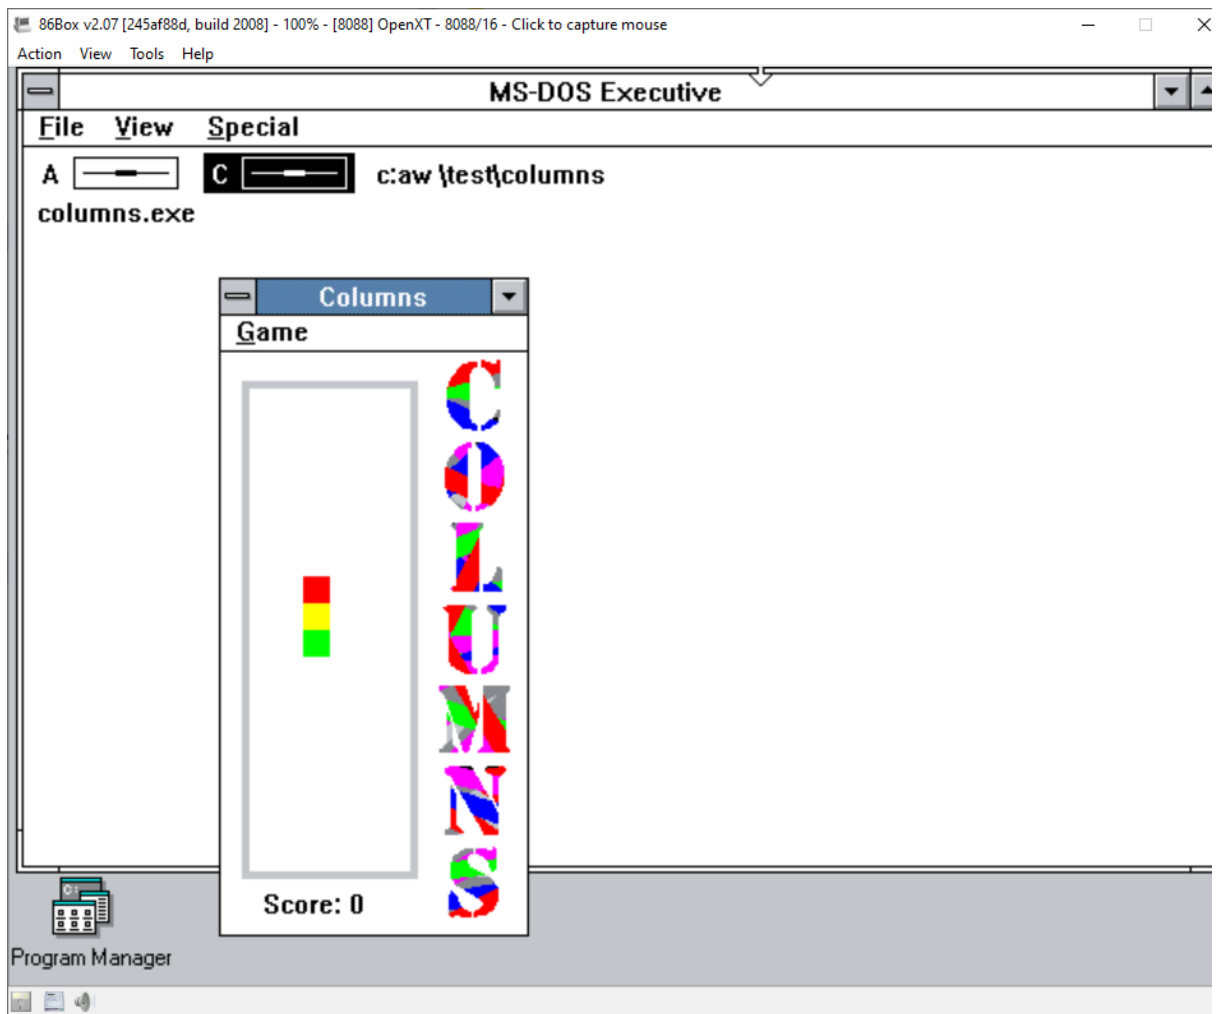 86Box v2.07 [245af88d, build 2008] - 100% - [8088] OpenXT - 8088/16 - Click to capture mouse
Action View Tools Help
MS-DOS Executive
File View Special
A C c:aw \test\columns
columns.exe
Columns
Game
C
O
L
U
M
N
S
Score: 0
C:
Program Manager